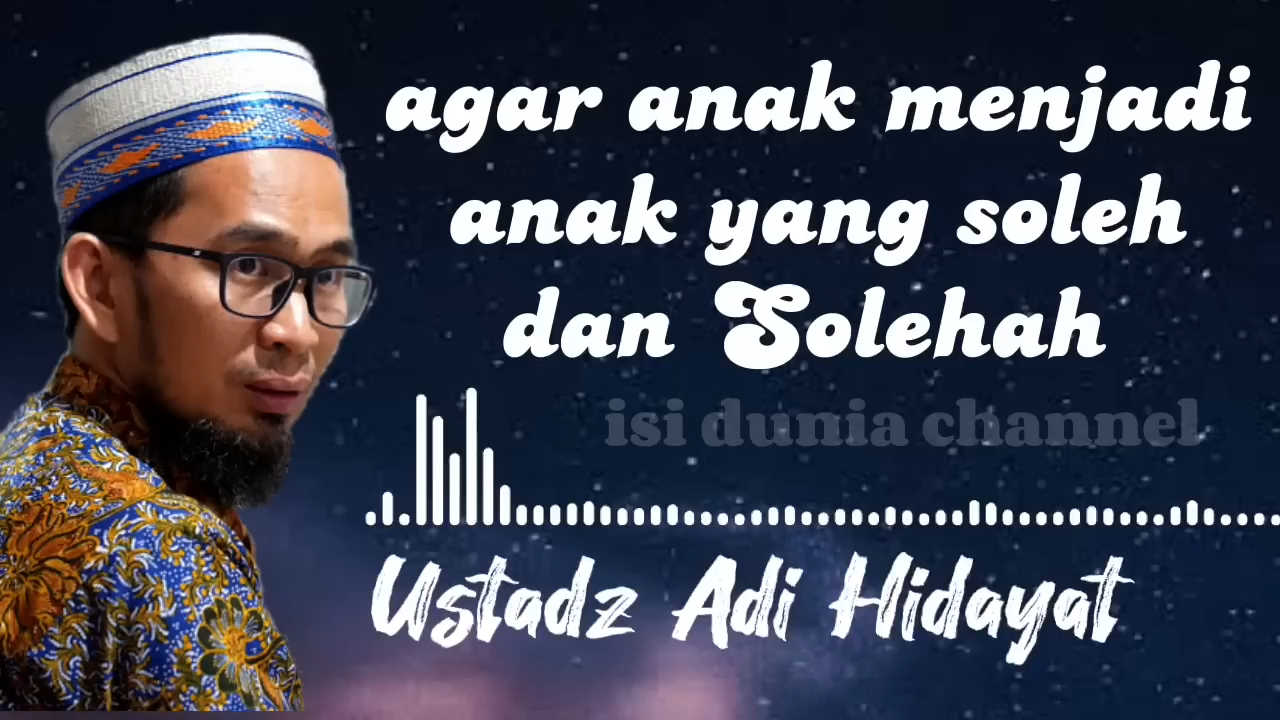 agar anak menjadi
anak yang soleh
dan Solehah
isi dunia channel
Ustadz Adi Hidayat